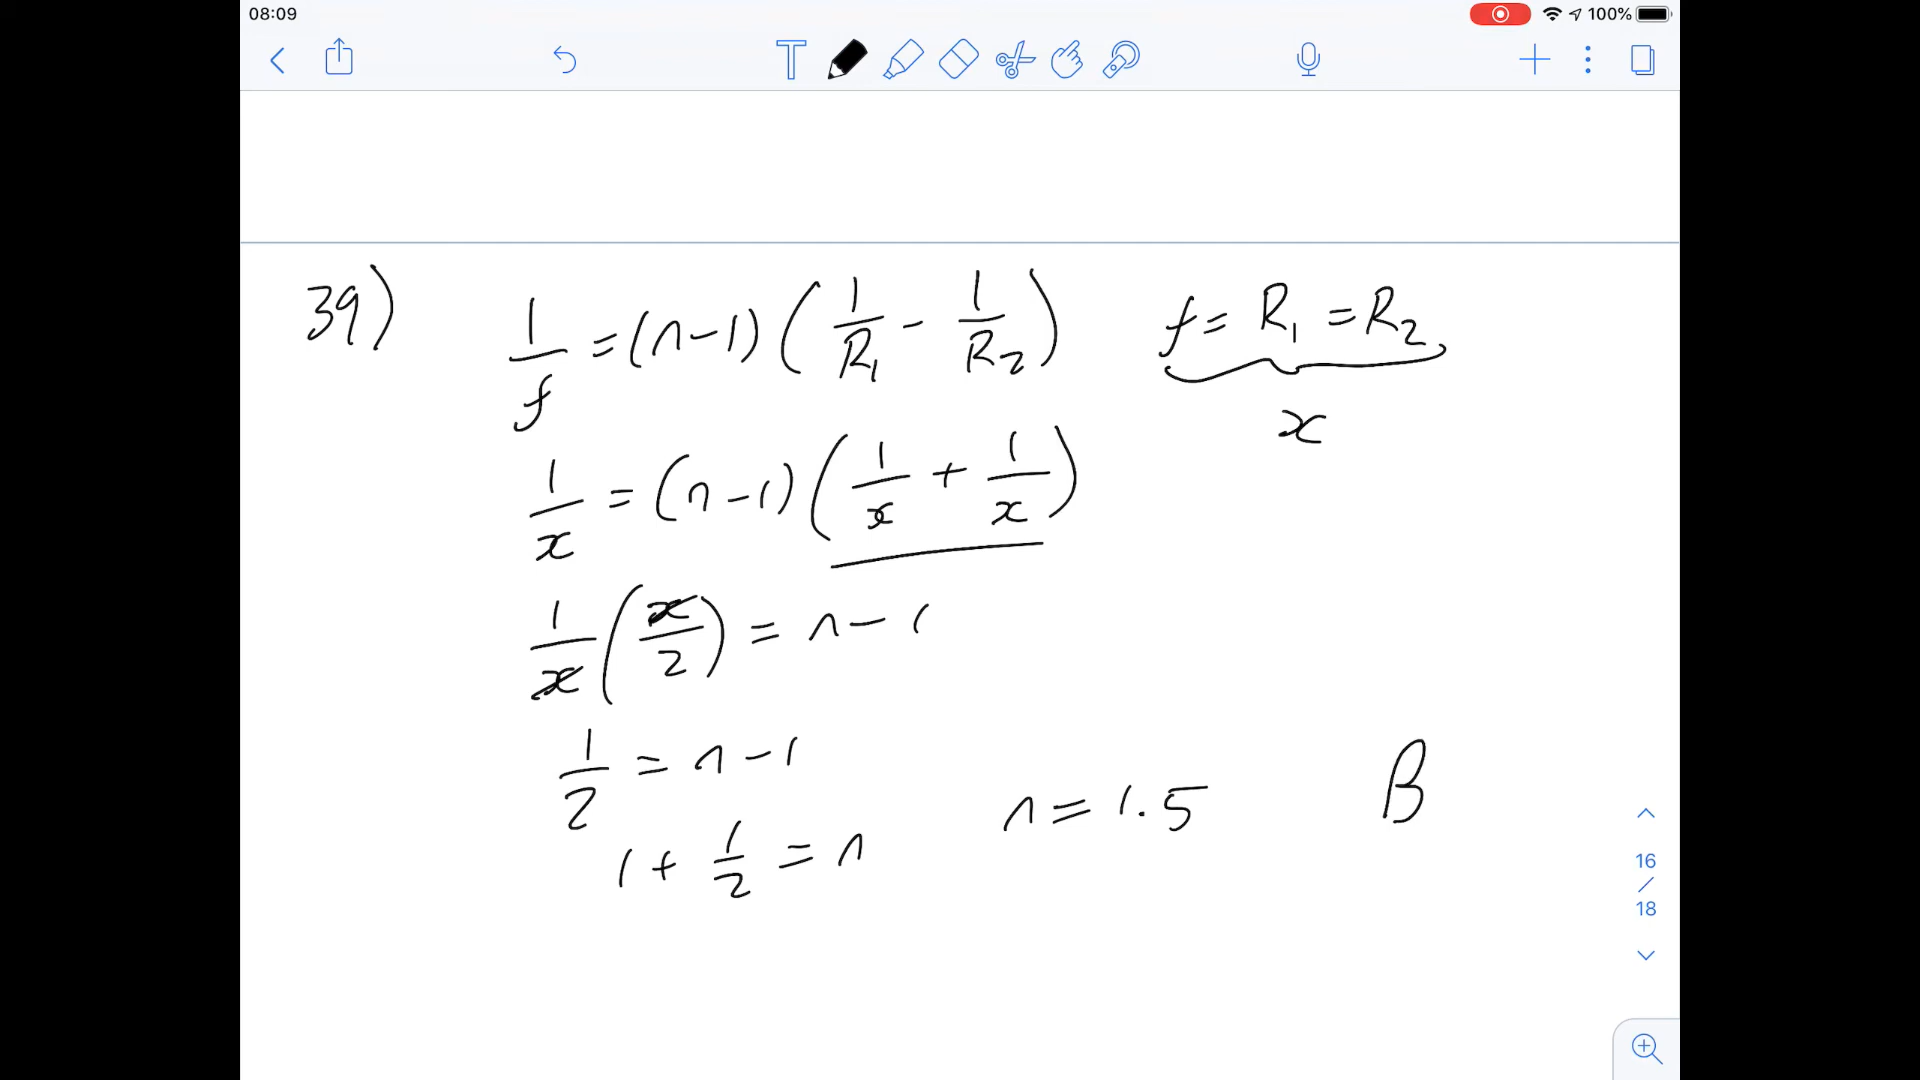 08:09 100%
T
39) 1/f = (n-1) ( 1/R₁ - 1/R₂ ) f = R₁ = R₂
x
1/x = (n-1) ( 1/x + 1/x )
1/x ( x/2 ) = n-1
1/2 = n-1
n = 1.5 B
1 + 1/2 = n
16
/
18